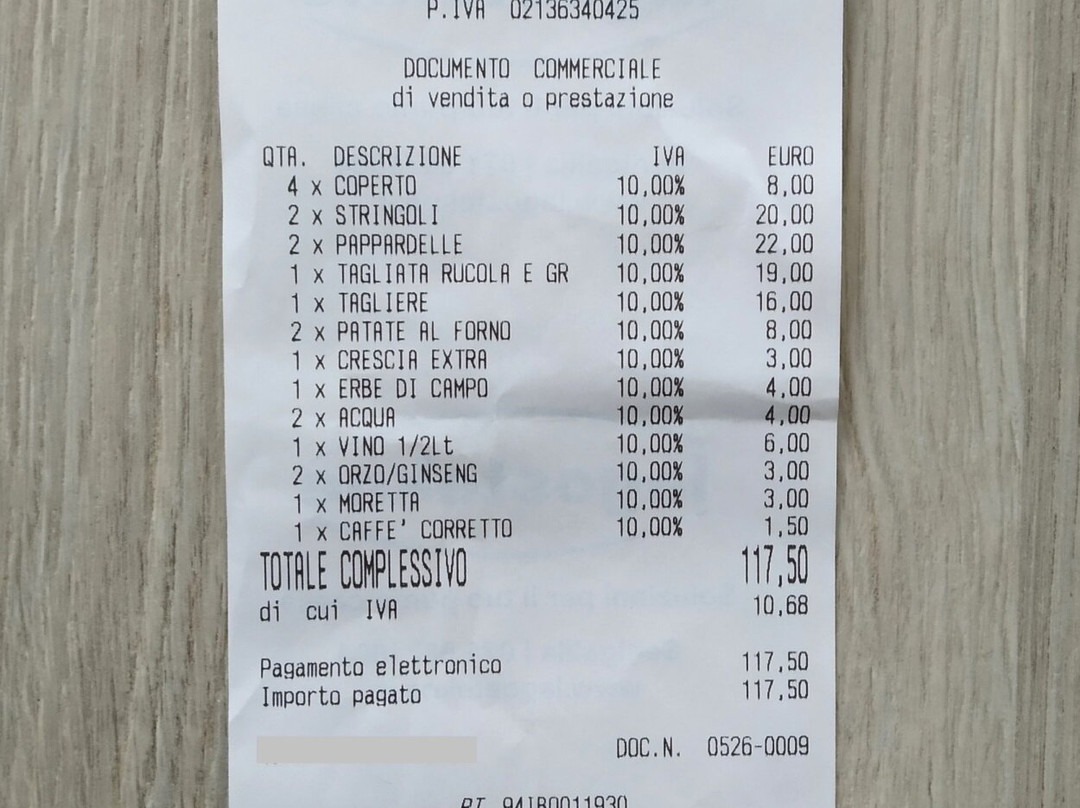 P.IVA 02136340425
DOCUMENTO COMMERCIALE
di vendita o prestazione
QTA. DESCRIZIONE IVA EURO
4 x COPERTO 10,00% 8,00
2 x STRINGOLI 10,00% 20,00
2 x PAPPARDELLE 10,00% 22,00
1 x TAGLIATA RUCOLA E GR 10,00% 19,00
1 x TAGLIERE 10,00% 16,00
2 x PATATE AL FORNO 10,00% 8,00
1 x CRESCIA EXTRA 10,00% 3,00
1 x ERBE DI CAMPO 10,00% 4,00
2 x ACQUA 10,00% 4,00
1 x VINO 1/2Lt 10,00% 6,00
2 x ORZO/GINSENG 10,00% 3,00
1 x MORETTA 10,00% 3,00
1 x CAFFE' CORRETTO 10,00% 1,50
TOTALE COMPLESSIVO 117,50
di cui IVA 10,68
Pagamento elettronico 117,50
Importo pagato 117,50
DOC.N. 0526-0009